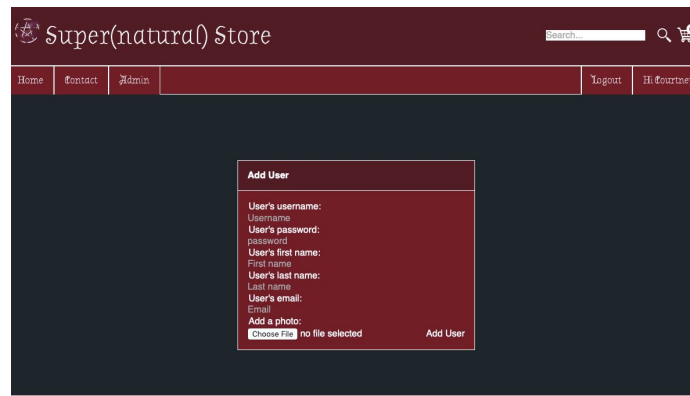 Super(natural) Store
Search...
Home Contact Admin Logout Hi Courtney
Add User
User's username:
Username
User's password:
password
User's first name:
First name
User's last name:
Last name
User's email:
Email
Add a photo:
Choose File no file selected Add User